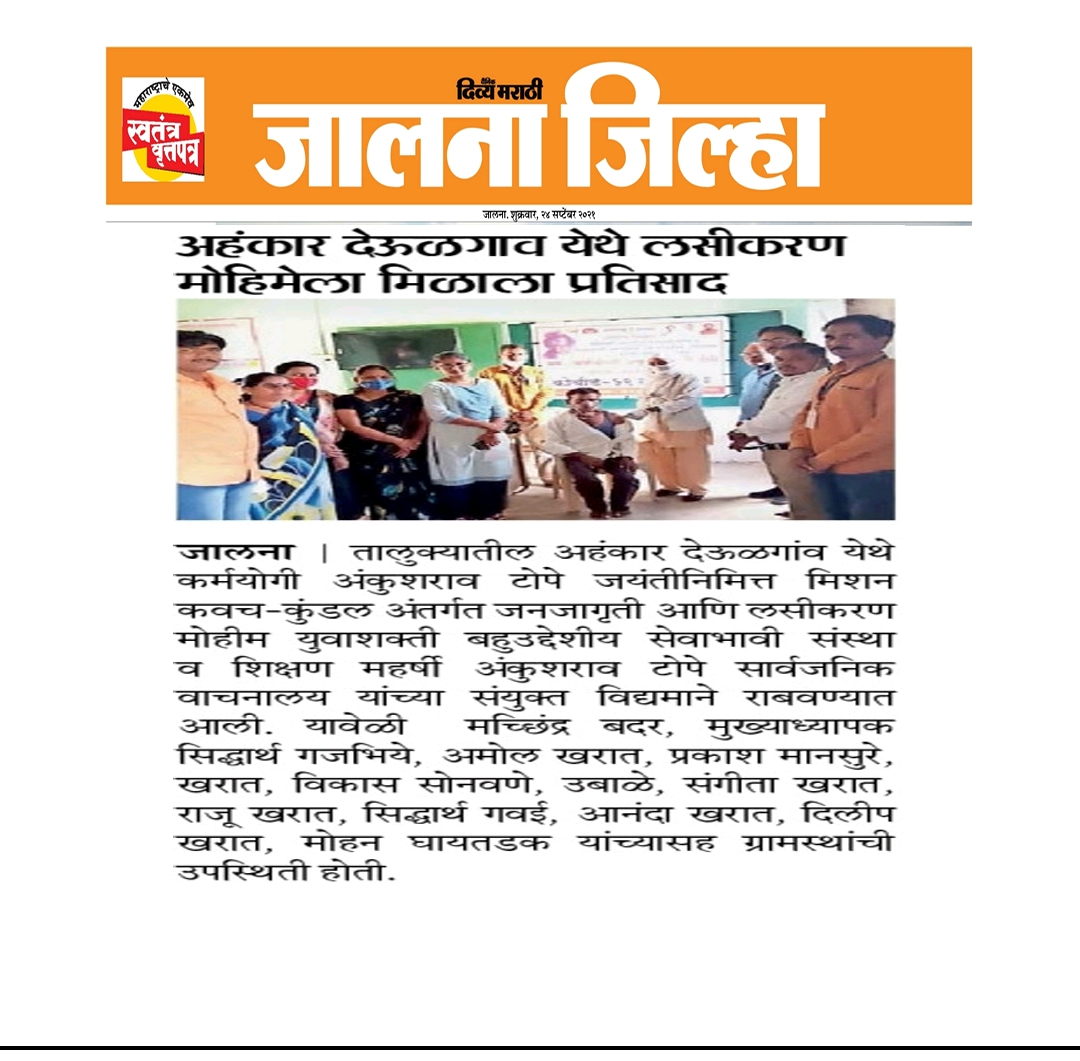 महाराष्ट्राचे एकमेव
स्वतंत्र
वृत्तपत्र
दैनिक
दिव्य मराठी
जालना जिल्हा
जालना. शुक्रवार, २४ सप्टेंबर २०२१
अहंकार देऊळगाव येथे लसीकरण
मोहिमेला मिळाला प्रतिसाद
जालना | तालुक्यातील अहंकार देऊळगांव येथे
कर्मयोगी अंकुशराव टोपे जयंतीनिमित्त मिशन
कवच-कुंडल अंतर्गत जनजागृती आणि लसीकरण
मोहीम युवाशक्ती बहुउद्देशीय सेवाभावी संस्था
व शिक्षण महर्षी अंकुशराव टोपे सार्वजनिक
वाचनालय यांच्या संयुक्त विद्यमाने राबवण्यात
आली. यावेळी मच्छिंद्र बदर, मुख्याध्यापक
सिद्धार्थ गजभिये, अमोल खरात, प्रकाश मानसुरे,
खरात, विकास सोनवणे, उबाळे, संगीता खरात,
राजू खरात, सिद्धार्थ गवई, आनंदा खरात, दिलीप
खरात, मोहन घायतडक यांच्यासह ग्रामस्थांची
उपस्थिती होती.